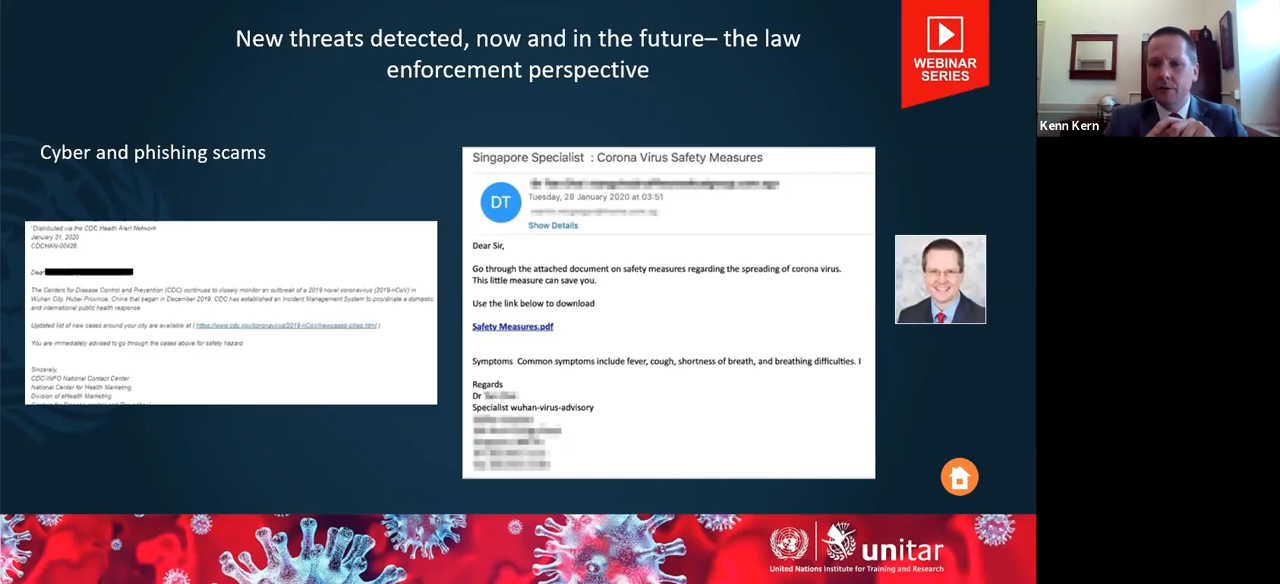 New threats detected, now and in the future– the law
enforcement perspective
WEBINAR
SERIES
Kenn Kern
Cyber and phishing scams
"Distributed via the CDC Health Alert Network
January 31, 2020
CDCHAN-00426
Dear
The Centers for Disease Control and Prevention (CDC) continues to closely monitor an outbreak of a 2019 novel coronavirus (2019-nCoV) in
Wuhan City, Hubei Province, China that began in December 2019. CDC has established an Incident Management System to coordinate a domestic
and international public health response
Updated list of new cases around your city are available at ( https://www.cdc.gov/coronavirus/2019-nCoV/newcases-cities.html )
You are immediately advised to go through the cases above for safety hazard
Sincerely,
CDC-INFO National Contact Center
National Center for Health Marketing
Division of eHealth Marketing
Centers for Disease control and Prevention"
Singapore Specialist : Corona Virus Safety Measures
DT
Tuesday, 28 January 2020 at 03:51
Show Details
Dear Sir,
Go through the attached document on safety measures regarding the spreading of corona virus.
This little measure can save you.
Use the link below to download
Safety Measures.pdf
Symptoms Common symptoms include fever, cough, shortness of breath, and breathing difficulties. I
Regards
Dr
Specialist wuhan-virus-advisory
unitar
United Nations Institute for Training and Research